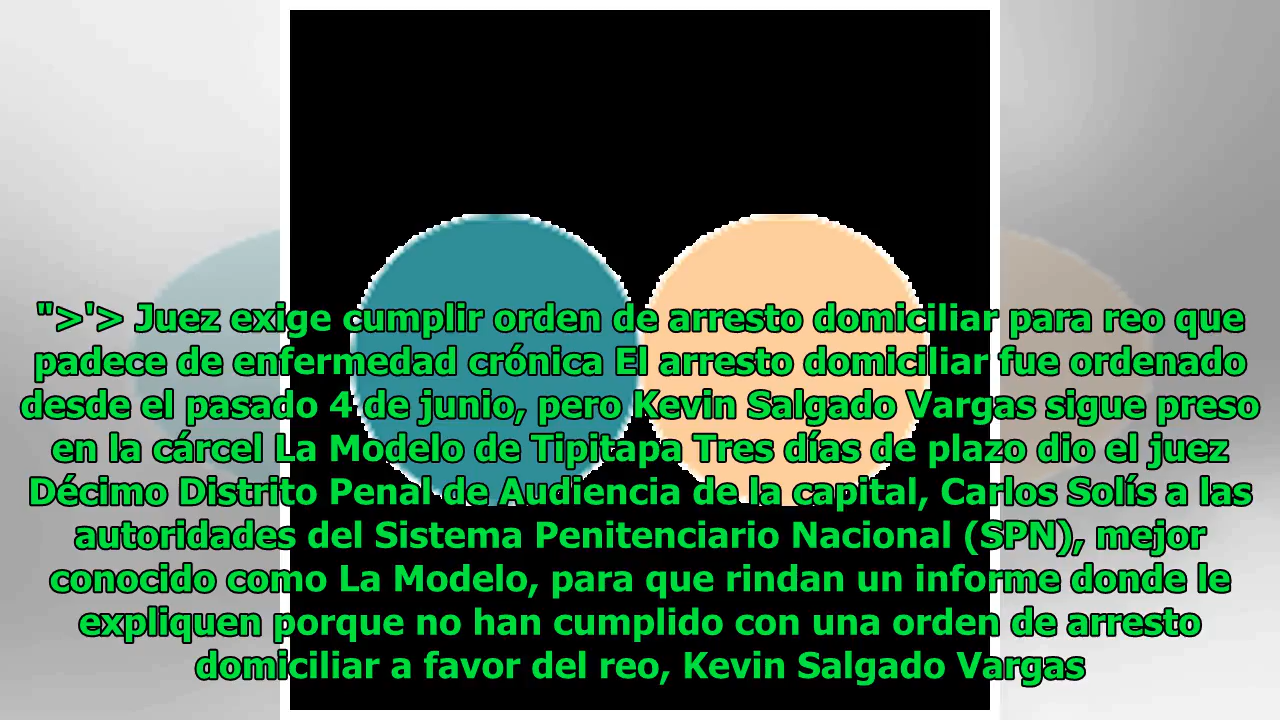 ">'> Juez exige cumplir orden de arresto domiciliar para reo que
padece de enfermedad crónica El arresto domiciliar fue ordenado
desde el pasado 4 de junio, pero Kevin Salgado Vargas sigue preso
en la cárcel La Modelo de Tipitapa Tres días de plazo dio el juez
Décimo Distrito Penal de Audiencia de la capital, Carlos Solís a las
autoridades del Sistema Penitenciario Nacional (SPN), mejor
conocido como La Modelo, para que rindan un informe donde le
expliquen porque no han cumplido con una orden de arresto
domiciliar a favor del reo, Kevin Salgado Vargas